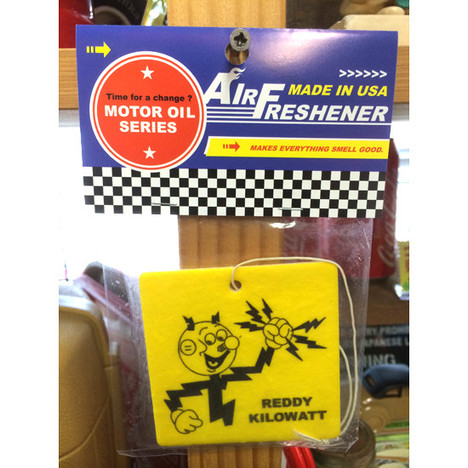 Time for a change ?
MOTOR OIL
SERIES
>>>>>>
MADE IN USA
AIR FRESHENER
MAKES EVERYTHING SMELL GOOD.
REDDY
KILOWATT